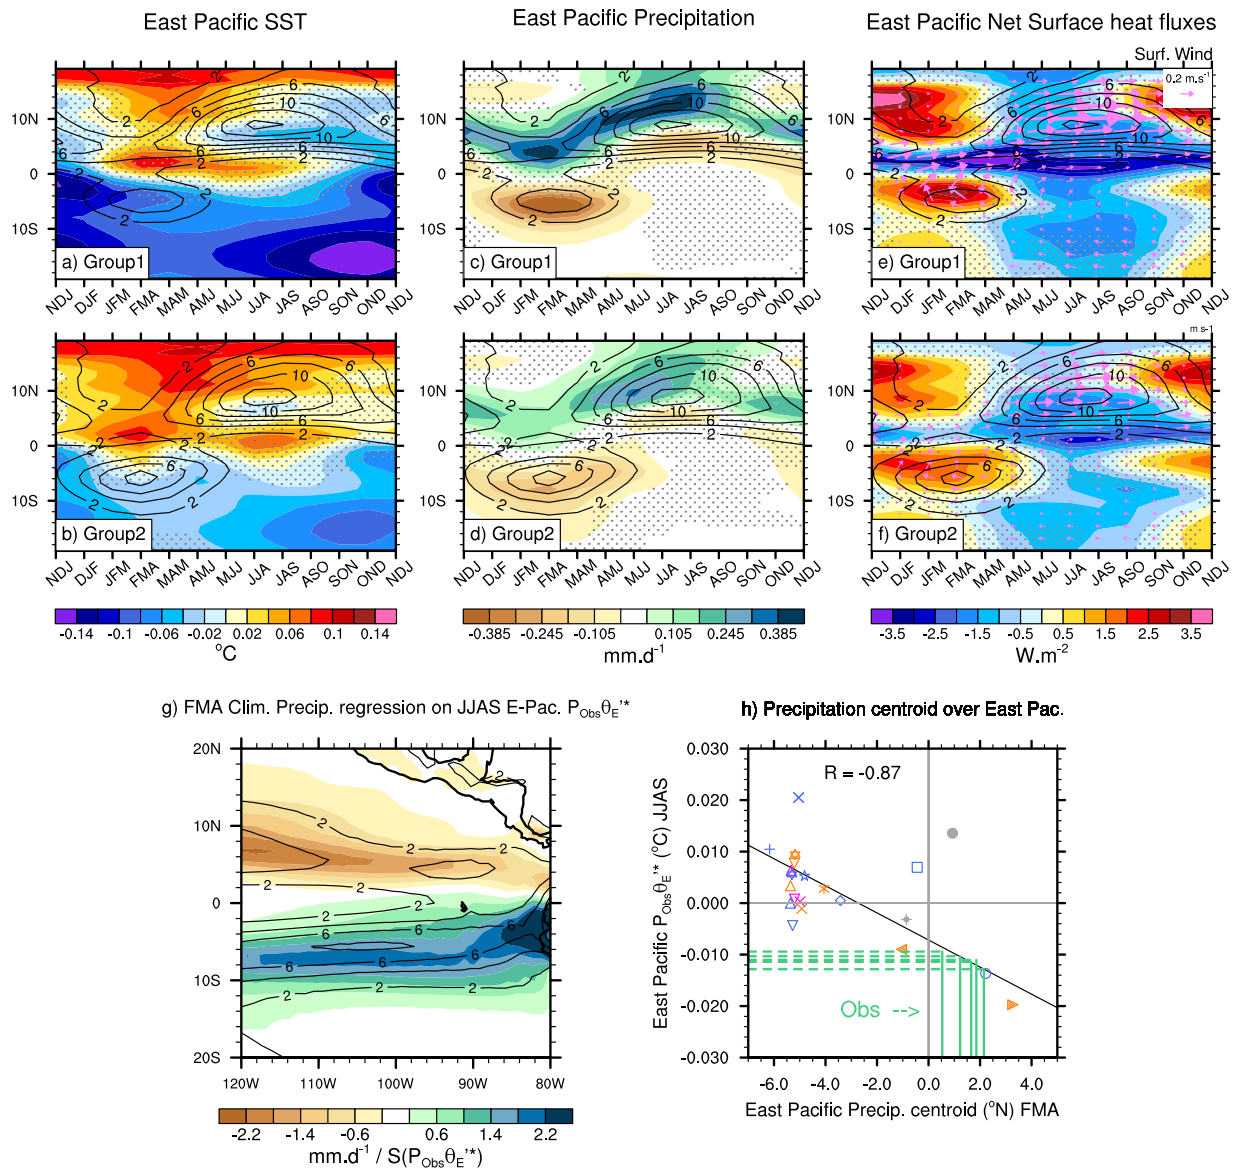 East Pacific SST
East Pacific Precipitation
East Pacific Net Surface heat fluxes
Surf. Wind
0.2 m.s⁻¹
10N
0
10S
a) Group1
c) Group1
e) Group1
NDJ DJF JFM FMA MAM AMJ MJJ JJA JAS ASO SON OND NDJ
m s-1
b) Group2
d) Group2
f) Group2
-0.14 -0.1 -0.06 -0.02 0.02 0.06 0.1 0.14
°C
-0.385 -0.245 -0.105 0.105 0.245 0.385
mm.d⁻¹
-3.5 -2.5 -1.5 -0.5 0.5 1.5 2.5 3.5
W.m⁻²
g) FMA Clim. Precip. regression on JJAS E-Pac. P_Obs θ_E'*
20N
10N
0
10S
20S
120W 110W 100W 90W 80W
-2.2 -1.4 -0.6 0.6 1.4 2.2
mm.d⁻¹ / S(P_Obs θ_E'*)
h) Precipitation centroid over East Pac.
R = -0.87
Obs -->
East Pacific P_Obs θ_E'* (°C) JJAS
0.030
0.020
0.010
0.000
-0.010
-0.020
-0.030
-6.0 -4.0 -2.0 0.0 2.0 4.0
East Pacific Precip. centroid (°N) FMA